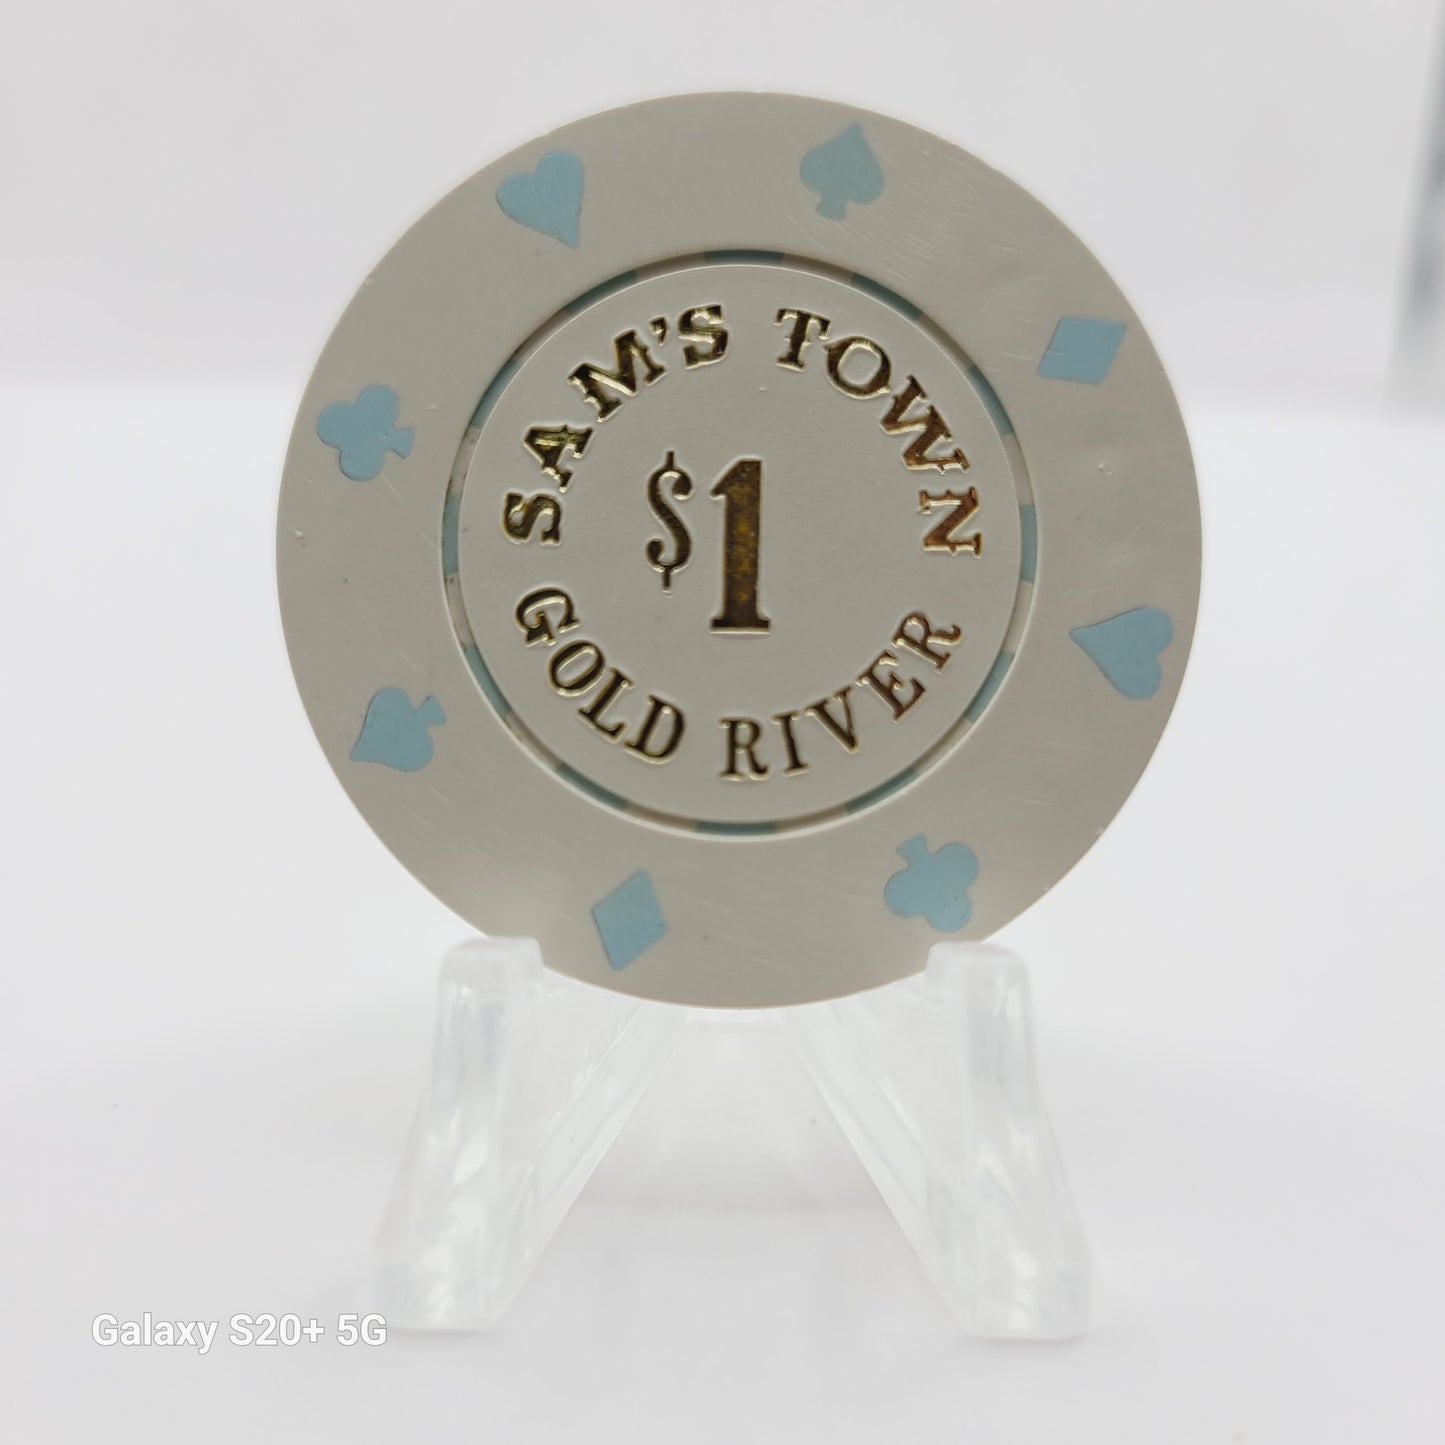 SAM'S TOWN
$1
GOLD RIVER
Galaxy S20+ 5G